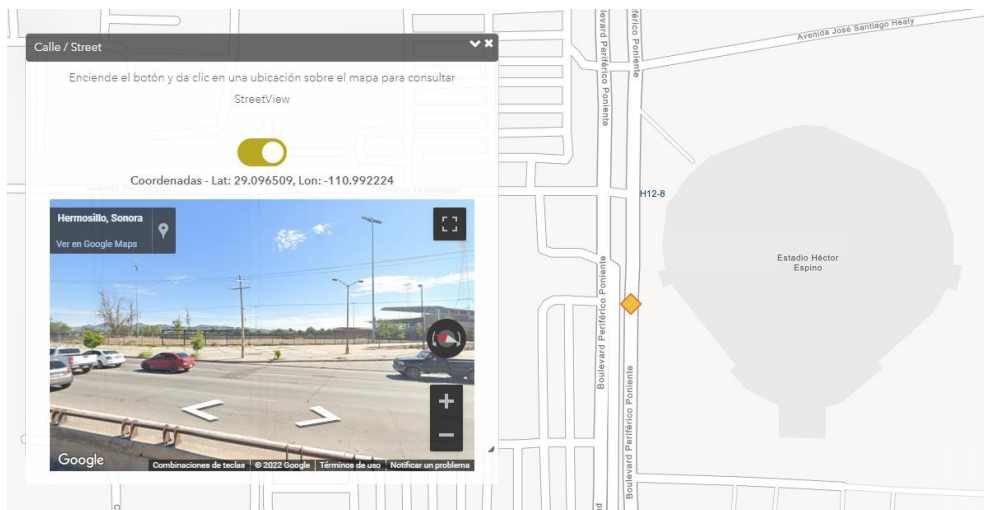 Calle / Street
Enciende el botón y da clic en una ubicación sobre el mapa para consultar
StreetView
Coordenadas - Lat: 29.096509, Lon: -110.992224
Hermosillo, Sonora
Ver en Google Maps
Google
Combinaciones de teclas
© 2022 Google
Términos de uso
Notificar un problema
Boulevard Periférico Poniente
Avenida José Santiago Healy
H12-8
Estadio Héctor
Espino
Boulevard Periférico Poniente
Boulevard Periférico Poniente